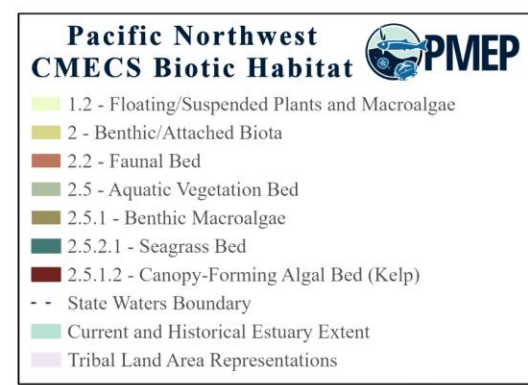 Pacific Northwest
CMECS Biotic Habitat
PMEP
1.2 - Floating/Suspended Plants and Macroalgae
2 - Benthic/Attached Biota
2.2 - Faunal Bed
2.5 - Aquatic Vegetation Bed
2.5.1 - Benthic Macroalgae
2.5.2.1 - Seagrass Bed
2.5.1.2 - Canopy-Forming Algal Bed (Kelp)
State Waters Boundary
Current and Historical Estuary Extent
Tribal Land Area Representations